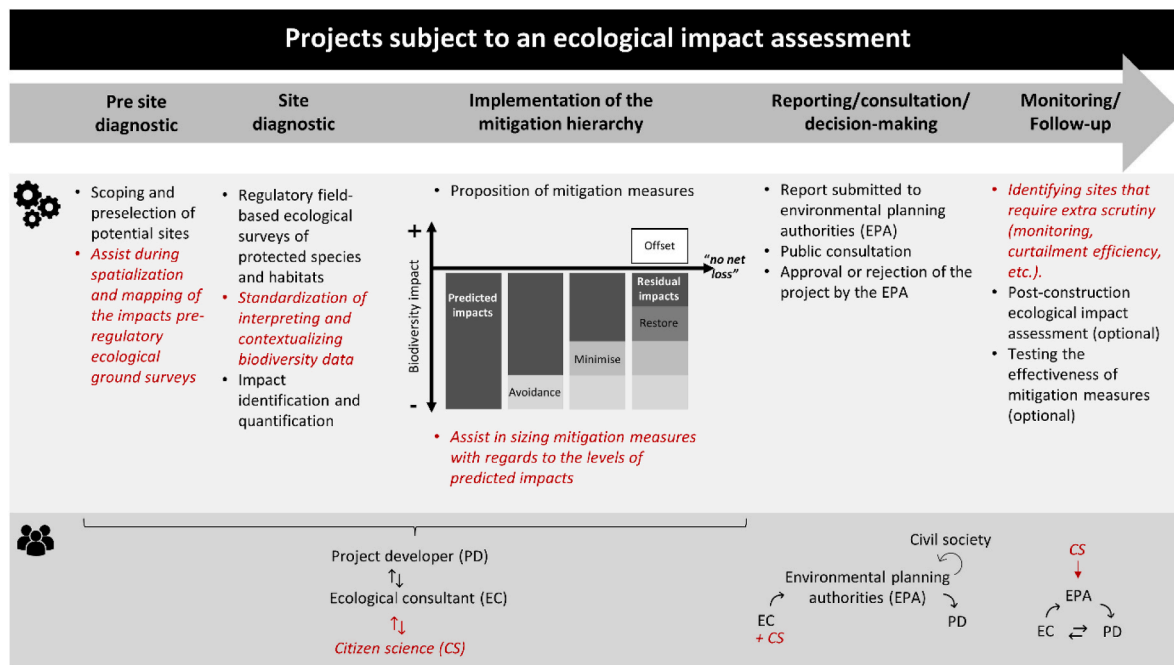 Projects subject to an ecological impact assessment
Pre site
diagnostic
Site
diagnostic
Implementation of the
mitigation hierarchy
Reporting/consultation/
decision-making
Monitoring/
Follow-up
• Scoping and
preselection of
potential sites
• Assist during
spatialization
and mapping of
the impacts pre-
regulatory
ecological
ground surveys
• Regulatory field-
based ecological
surveys of
protected species
and habitats
• Standardization of
interpreting and
contextualizing
biodiversity data
• Impact
identification and
quantification
• Proposition of mitigation measures
+
Biodiversity impact
-
Predicted
impacts
Avoidance
Minimise
Offset
Residual
impacts
Restore
"no net
loss"
• Assist in sizing mitigation measures
with regards to the levels of
predicted impacts
• Report submitted to
environmental planning
authorities (EPA)
• Public consultation
• Approval or rejection of the
project by the EPA
• Identifying sites that
require extra scrutiny
(monitoring,
curtailment efficiency,
etc.).
• Post-construction
ecological impact
assessment (optional)
• Testing the
effectiveness of
mitigation measures
(optional)
Project developer (PD)
Ecological consultant (EC)
Citizen science (CS)
Civil society
Environmental planning
authorities (EPA)
EC
+ CS
PD
CS
EPA
EC
PD